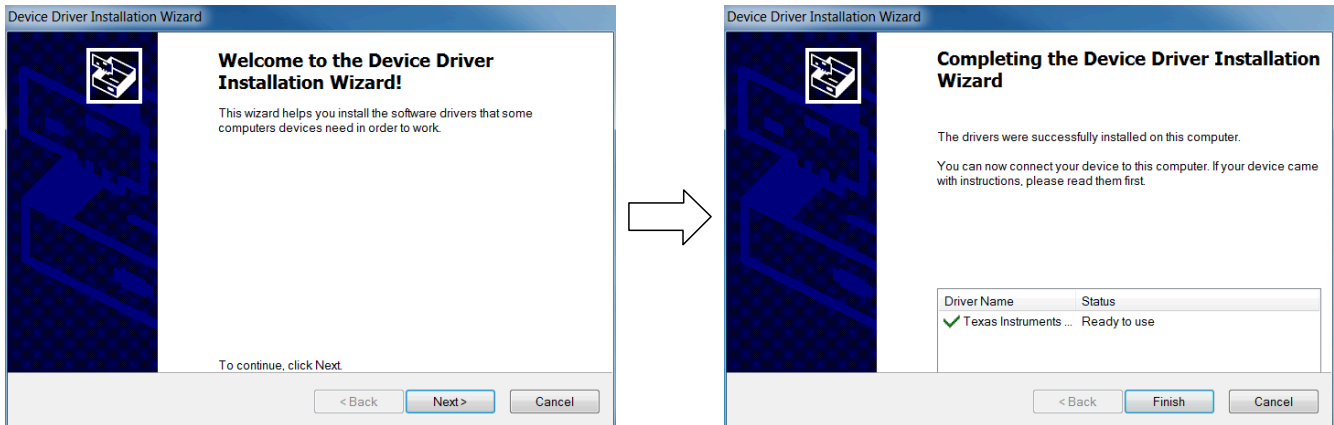 Device Driver Installation Wizard
Welcome to the Device Driver
Installation Wizard!
This wizard helps you install the software drivers that some
computers devices need in order to work.
To continue, click Next.
< Back
Next >
Cancel
Device Driver Installation Wizard
Completing the Device Driver Installation
Wizard
The drivers were successfully installed on this computer.
You can now connect your device to this computer. If your device came
with instructions, please read them first.
Driver Name Status
Texas Instruments ... Ready to use
< Back
Finish
Cancel